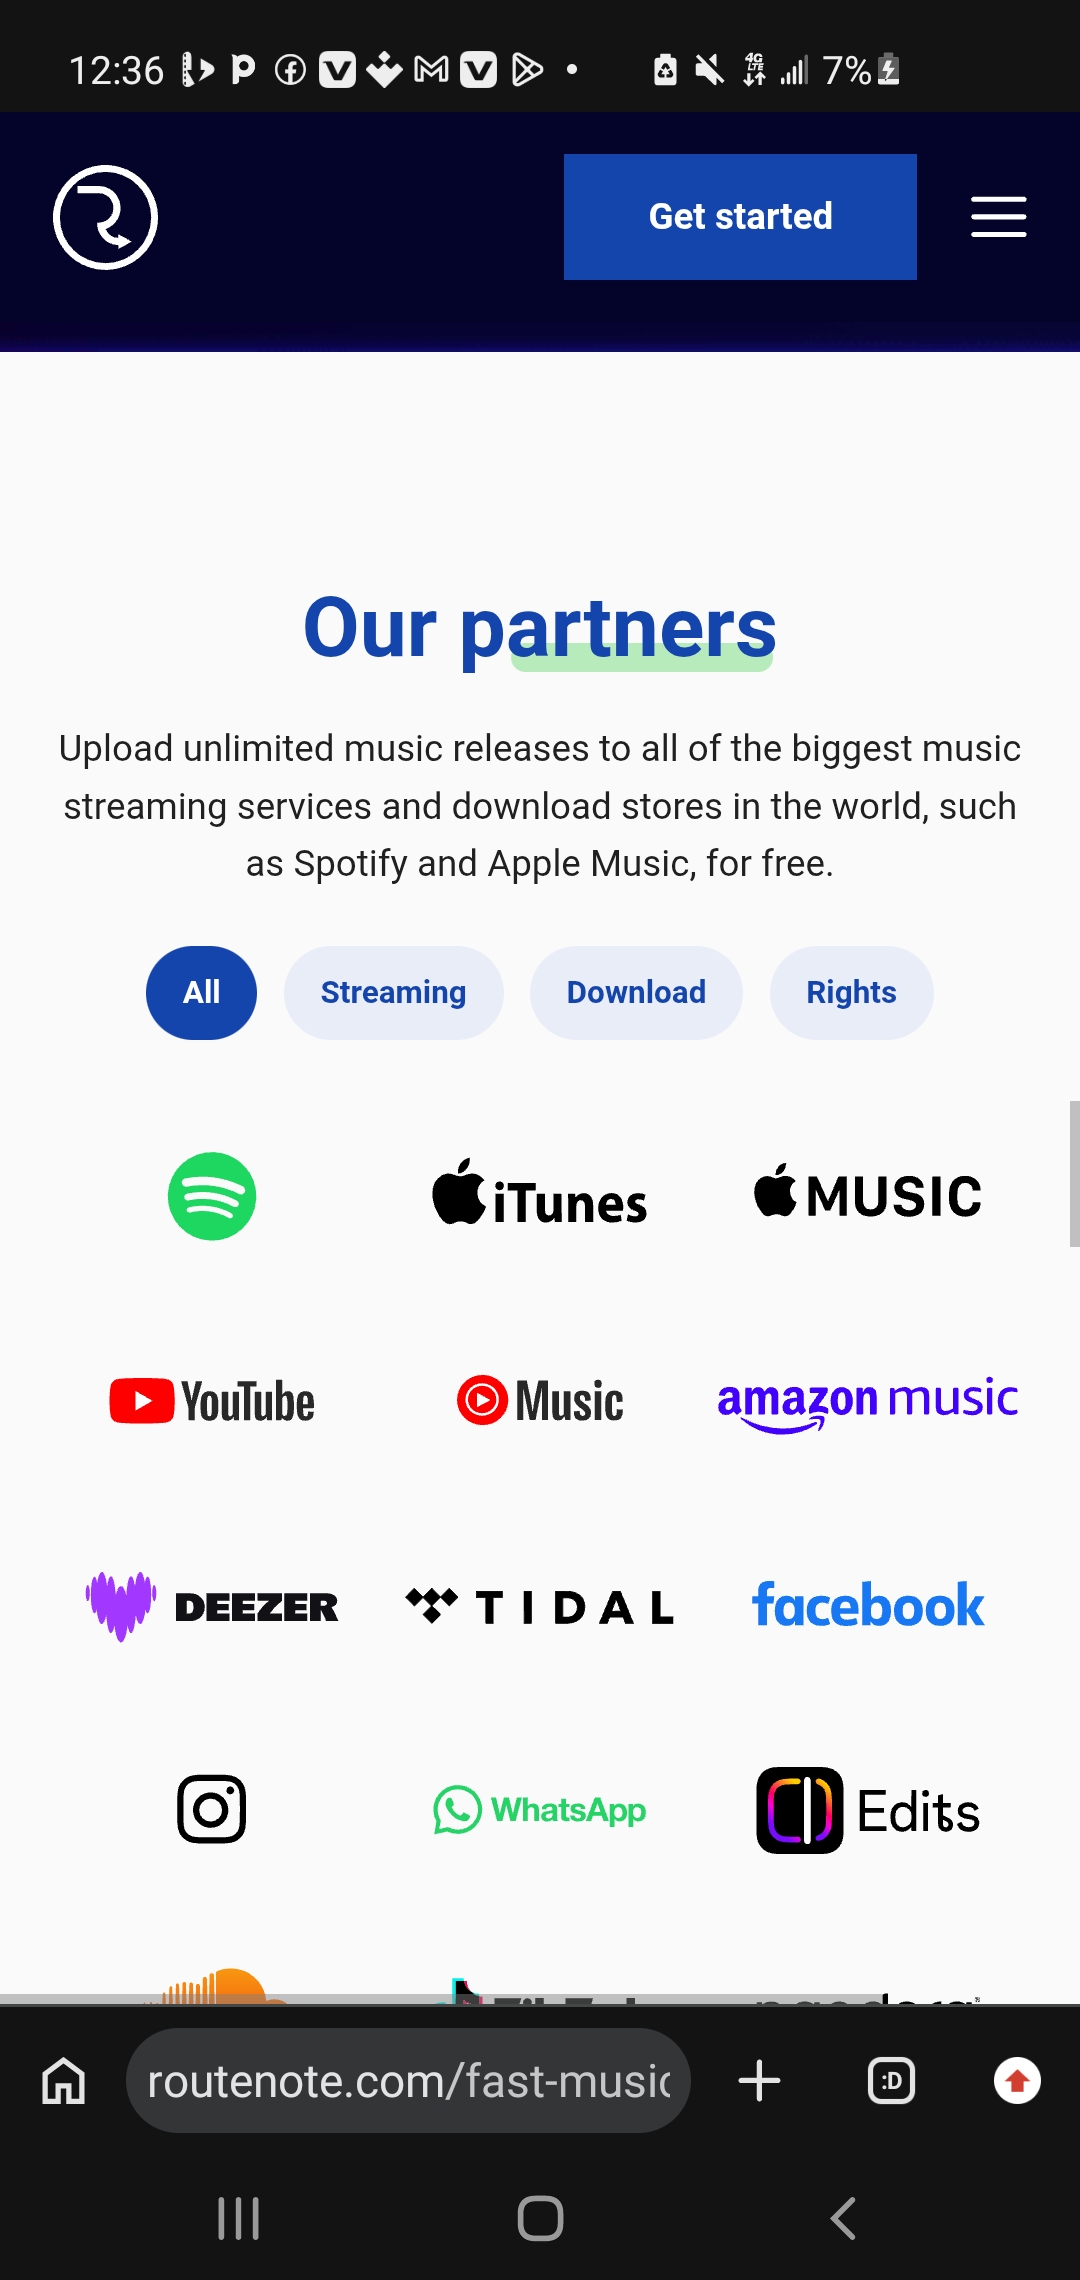 12:36
4G LTE 7%
Get started
Our partners
Upload unlimited music releases to all of the biggest music
streaming services and download stores in the world, such
as Spotify and Apple Music, for free.
All Streaming Download Rights
iTunes MUSIC
YouTube Music amazon music
DEEZER TIDAL facebook
WhatsApp Edits
routenote.com/fast-music
:D